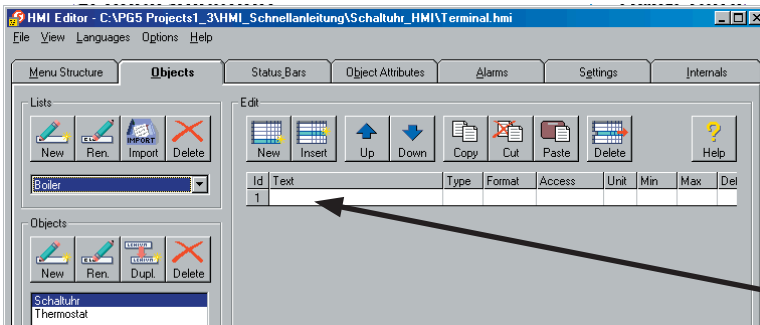 HMI Editor - C:\PG5 Projects1_3\HMI_Schnellanleitung\Schaltuhr_HMI\Terminal.hmi
File View Languages Options Help
Menu Structure Objects Status_Bars Object Attributes Alarms Settings Internals
Lists
New Ren. Import Delete
Boiler
Edit
New Insert Up Down Copy Cut Paste Delete Help
Id Text Type Format Access Unit Min Max Def
1
Objects
New Ren. Dupl. Delete
Schaltuhr
Thermostat